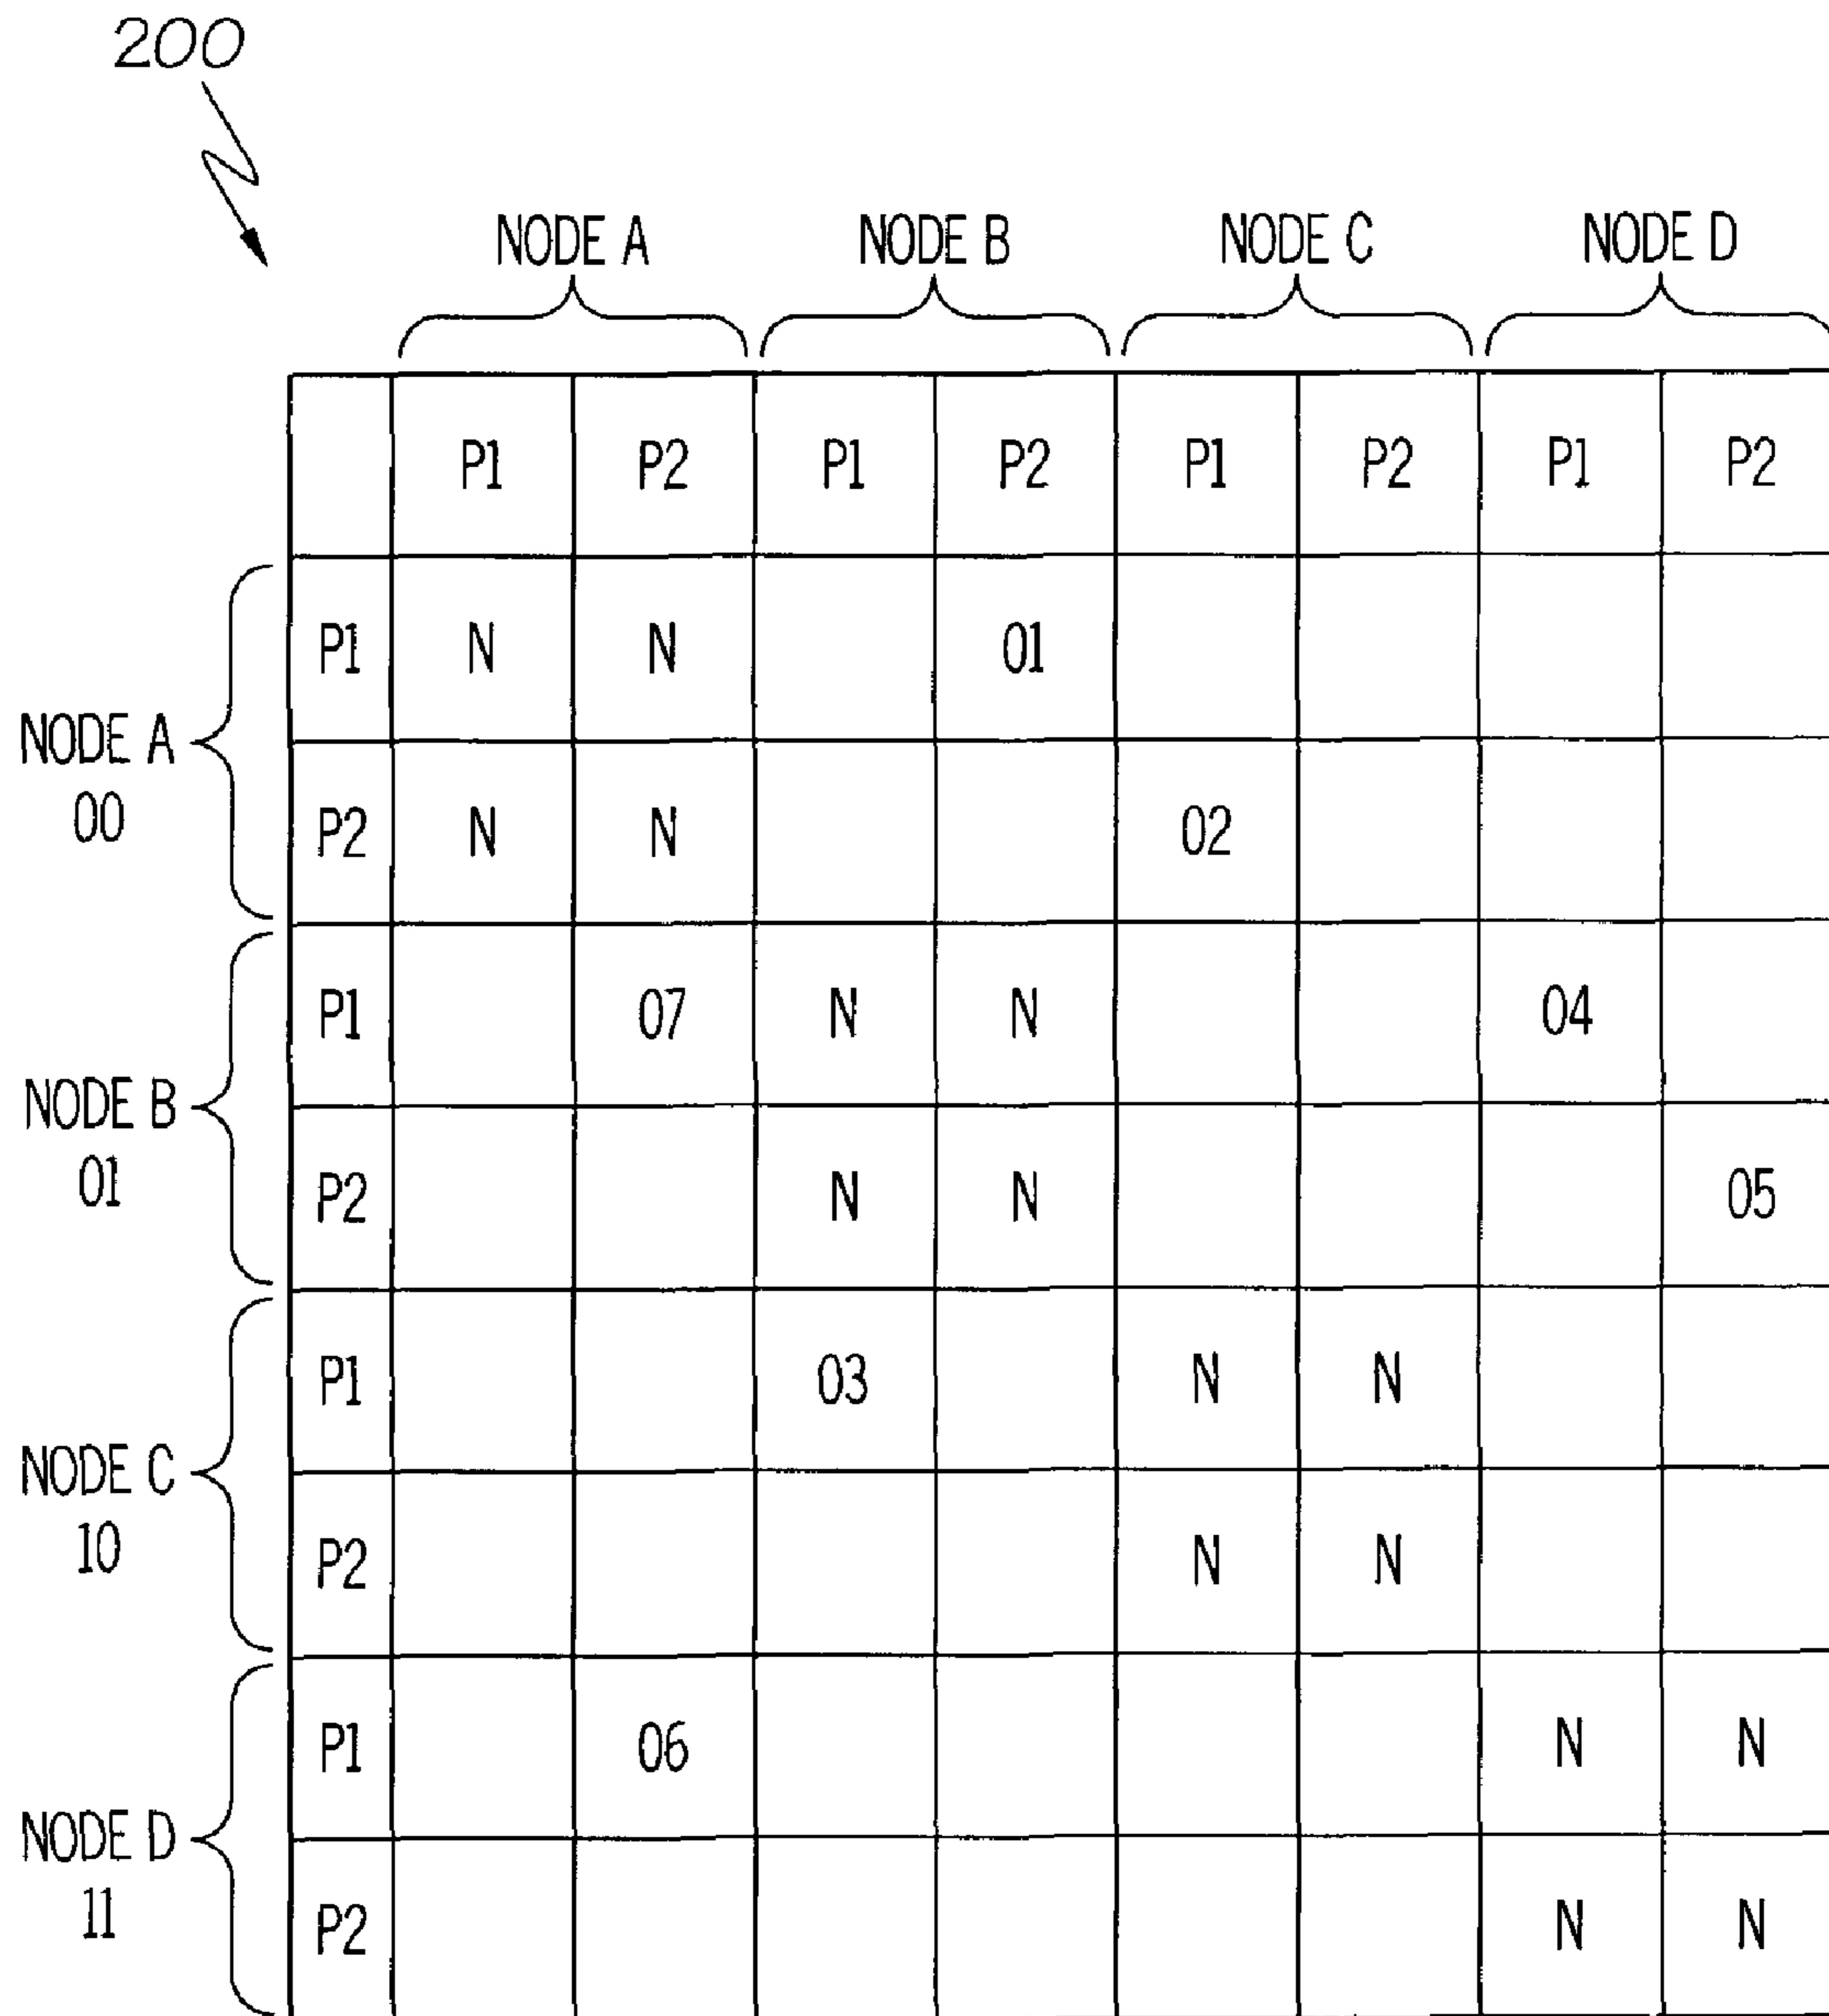 200
NODE A NODE B NODE C NODE D
P1 P2 P1 P2 P1 P2 P1 P2
NODE A
00
P1 N N 01
P2 N N 02
NODE B
01
P1 07 N N 04
P2 N N 05
NODE C
10
P1 03 N N
P2 N N
NODE D
11
P1 06 N N
P2 N N